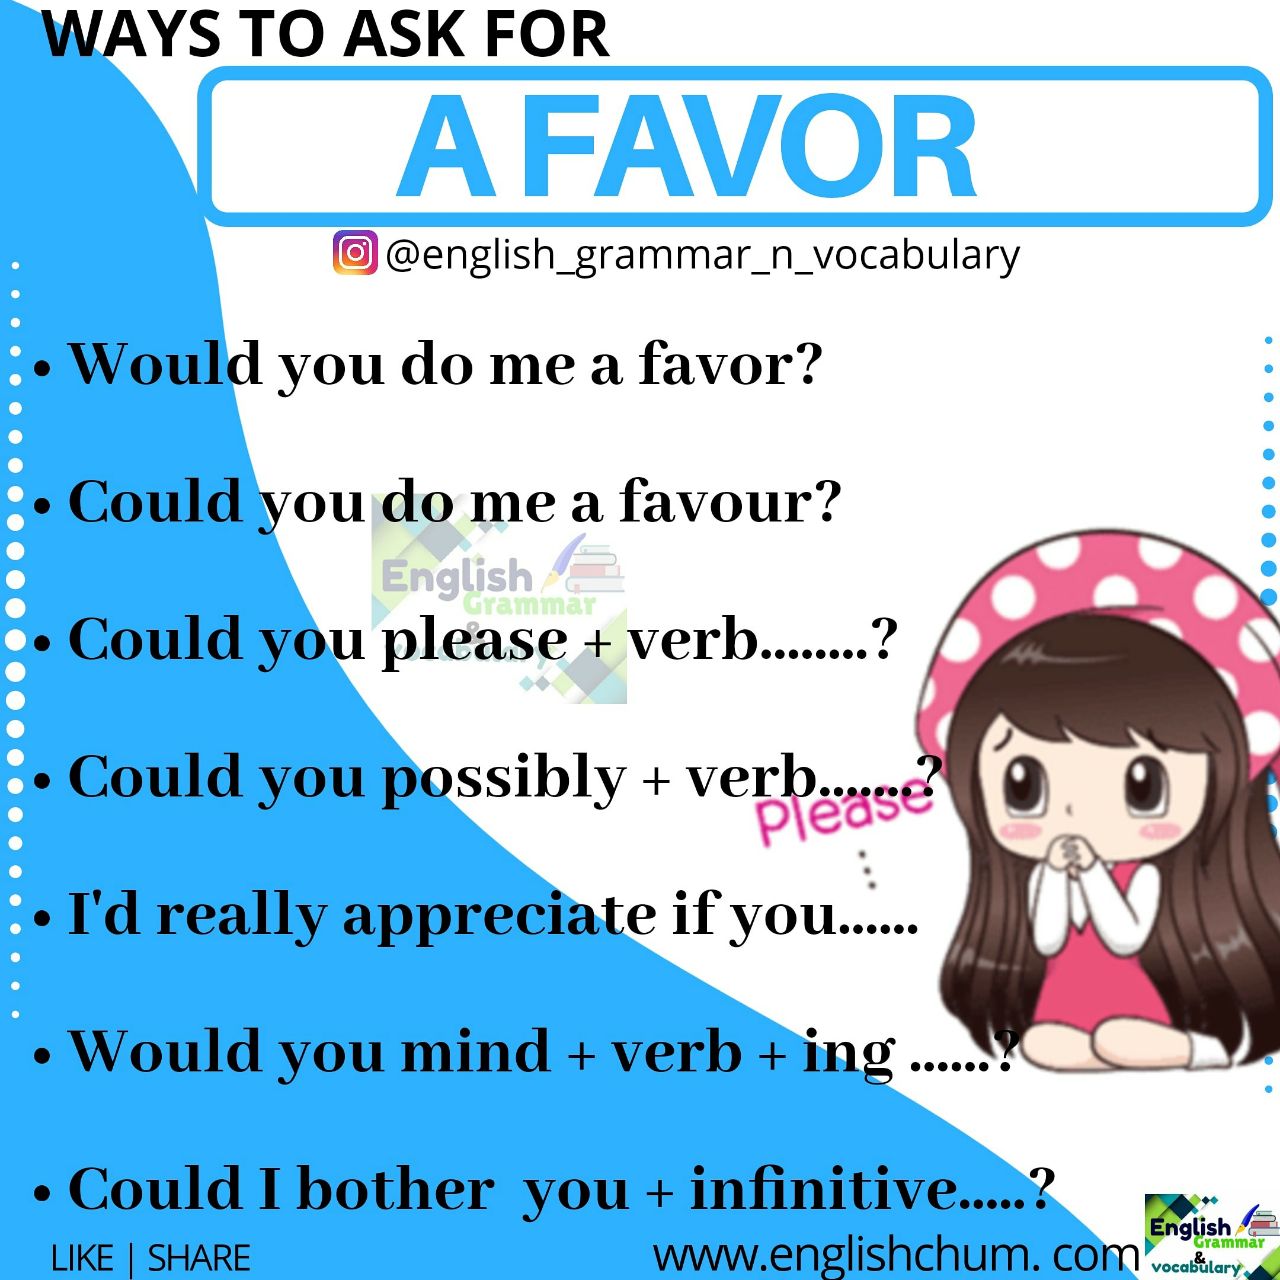 WAYS TO ASK FOR
A FAVOR
@english_grammar_n_vocabulary
• Would you do me a favor?
• Could you do me a favour?
English
Grammar
&
vocabulary
• Could you please + verb........?
• Could you possibly + verb.......?
Please
• I'd really appreciate if you......
• Would you mind + verb + ing ......?
• Could I bother  you + infinitive.....?
LIKE | SHARE
www.englishchum. com
English
Grammar
&
vocabulary